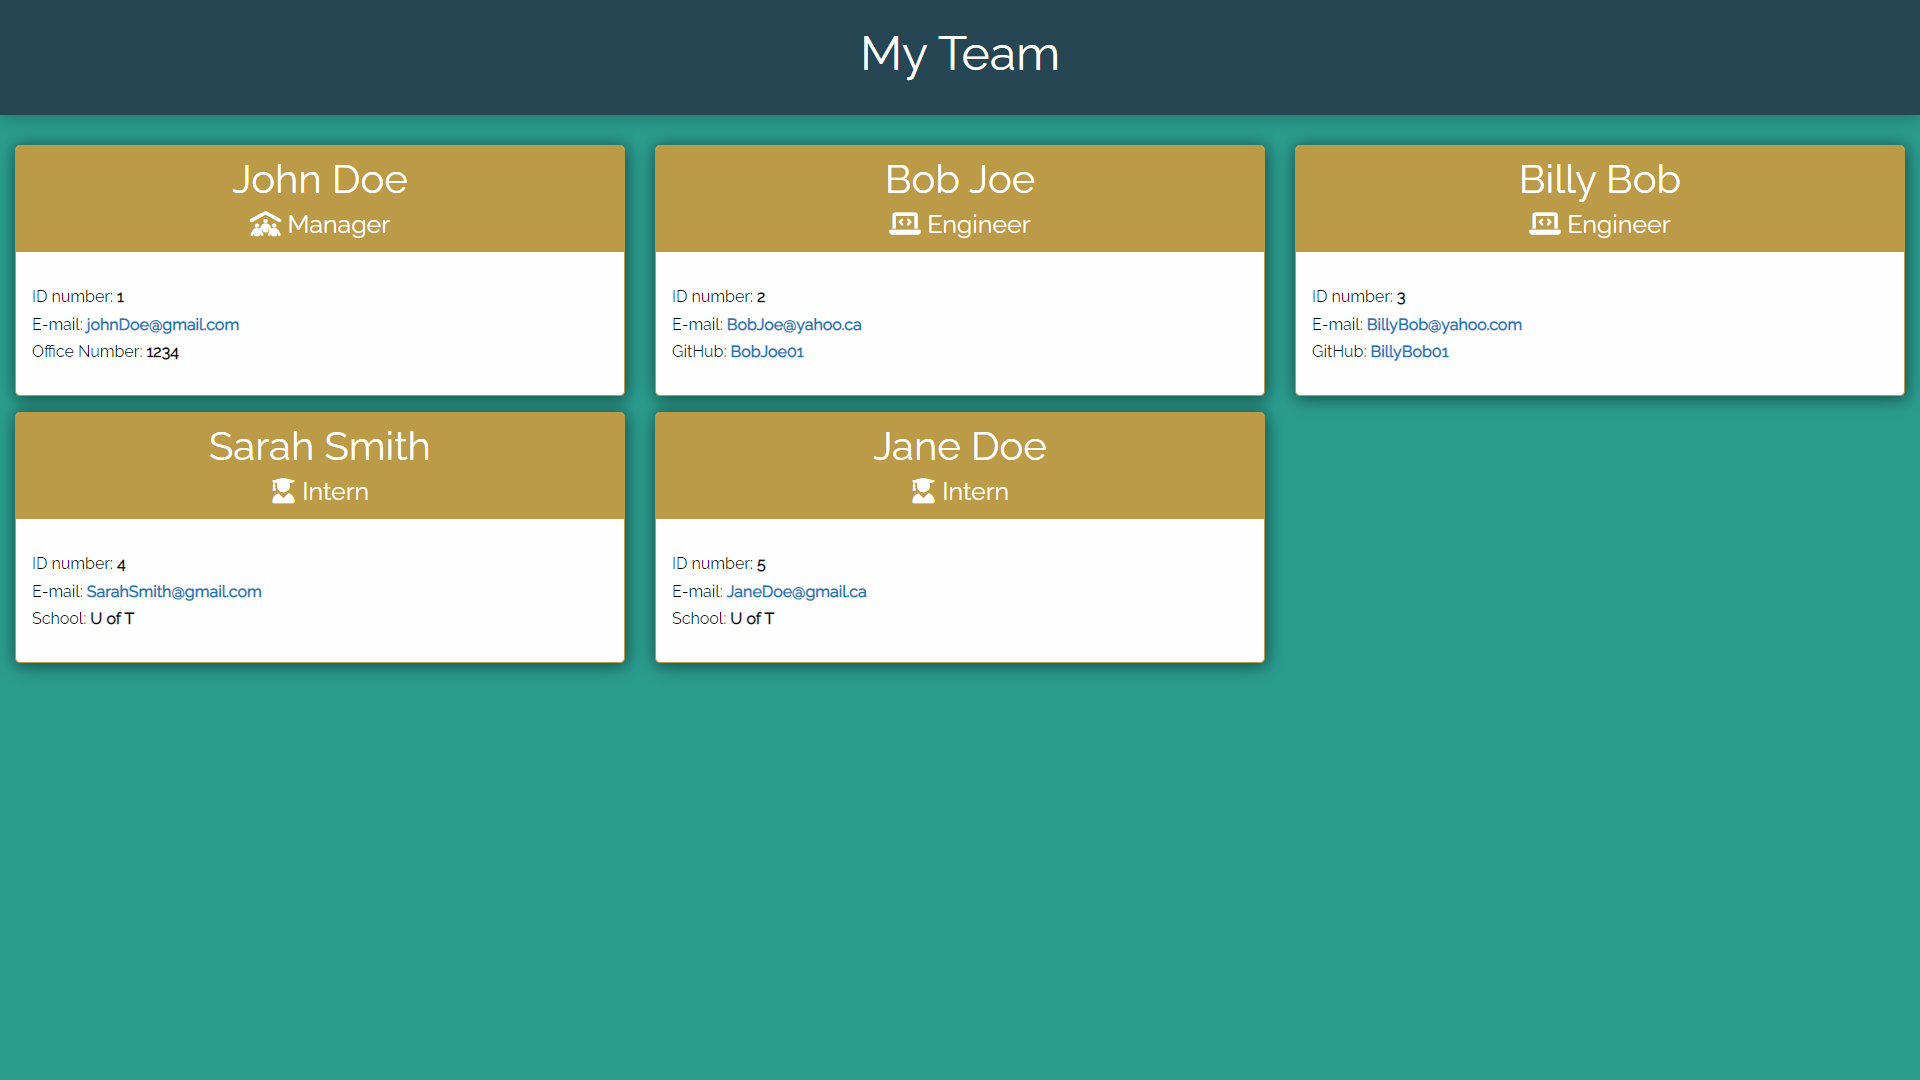 My Team
John Doe
Manager
ID number: 1
E-mail: johnDoe@gmail.com
Office Number: 1234
Bob Joe
Engineer
ID number: 2
E-mail: BobJoe@yahoo.ca
GitHub: BobJoe01
Billy Bob
Engineer
ID number: 3
E-mail: BillyBob@yahoo.com
GitHub: BillyBob01
Sarah Smith
Intern
ID number: 4
E-mail: SarahSmith@gmail.com
School: U of T
Jane Doe
Intern
ID number: 5
E-mail: JaneDoe@gmail.ca
School: U of T